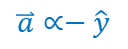 a⃗ ∝− ŷ